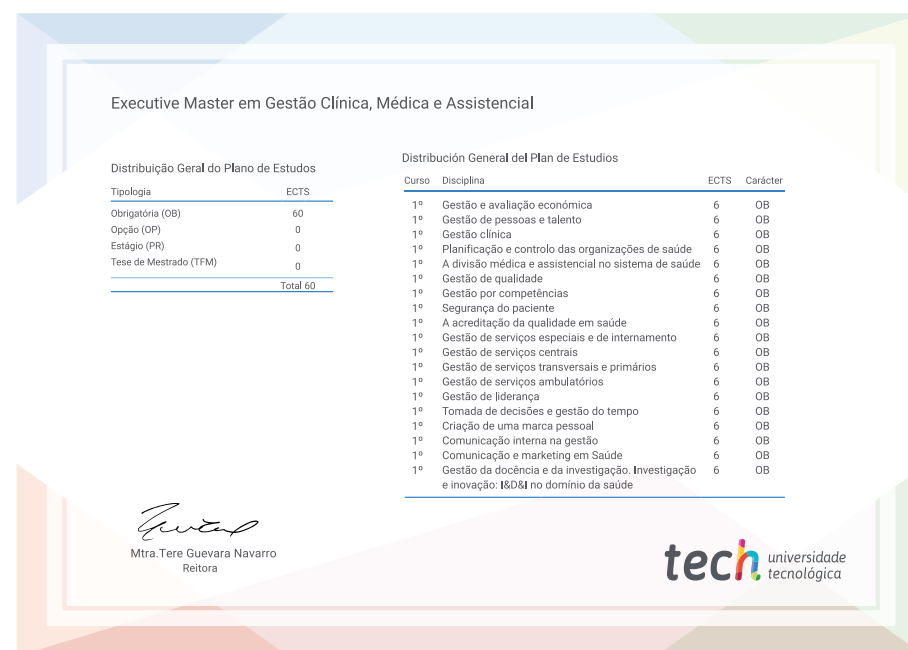 Executive Master em Gestão Clínica, Médica e Assistencial
Distribuição Geral do Plano de Estudos
Tipologia ECTS
Obrigatória (OB) 60
Opção (OP) 0
Estágio (PR) 0
Tese de Mestrado (TFM) 0
Total 60
Distribución General del Plan de Estudios
Curso Disciplina ECTS Carácter
1º Gestão e avaliação económica 6 OB
1º Gestão de pessoas e talento 6 OB
1º Gestão clínica 6 OB
1º Planificação e controlo das organizações de saúde 6 OB
1º A divisão médica e assistencial no sistema de saúde 6 OB
1º Gestão de qualidade 6 OB
1º Gestão por competências 6 OB
1º Segurança do paciente 6 OB
1º A acreditação da qualidade em saúde 6 OB
1º Gestão de serviços especiais e de internamento 6 OB
1º Gestão de serviços centrais 6 OB
1º Gestão de serviços transversais e primários 6 OB
1º Gestão de serviços ambulatórios 6 OB
1º Gestão de liderança 6 OB
1º Tomada de decisões e gestão do tempo 6 OB
1º Criação de uma marca pessoal 6 OB
1º Comunicação interna na gestão 6 OB
1º Comunicação e marketing em Saúde 6 OB
1º Gestão da docência e da investigação. Investigação 6 OB
e inovação: I&D&I no domínio da saúde
Mtra.Tere Guevara Navarro
Reitora
tech universidade
tecnológica